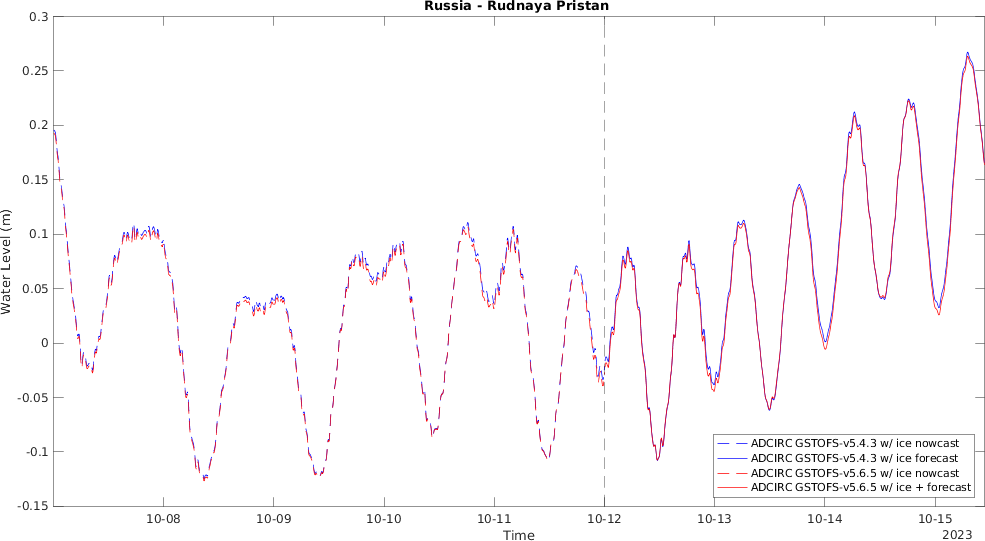 Russia - Rudnaya Pristan
0.3
0.25
0.2
0.15
0.1
0.05
0
-0.05
-0.1
-0.15
Water Level (m)
ADCIRC GSTOFS-v5.4.3 w/ ice nowcast
ADCIRC GSTOFS-v5.4.3 w/ ice forecast
ADCIRC GSTOFS-v5.6.5 w/ ice nowcast
ADCIRC GSTOFS-v5.6.5 w/ ice + forecast
10-08 10-09 10-10 10-11 10-12 10-13 10-14 10-15
Time
2023